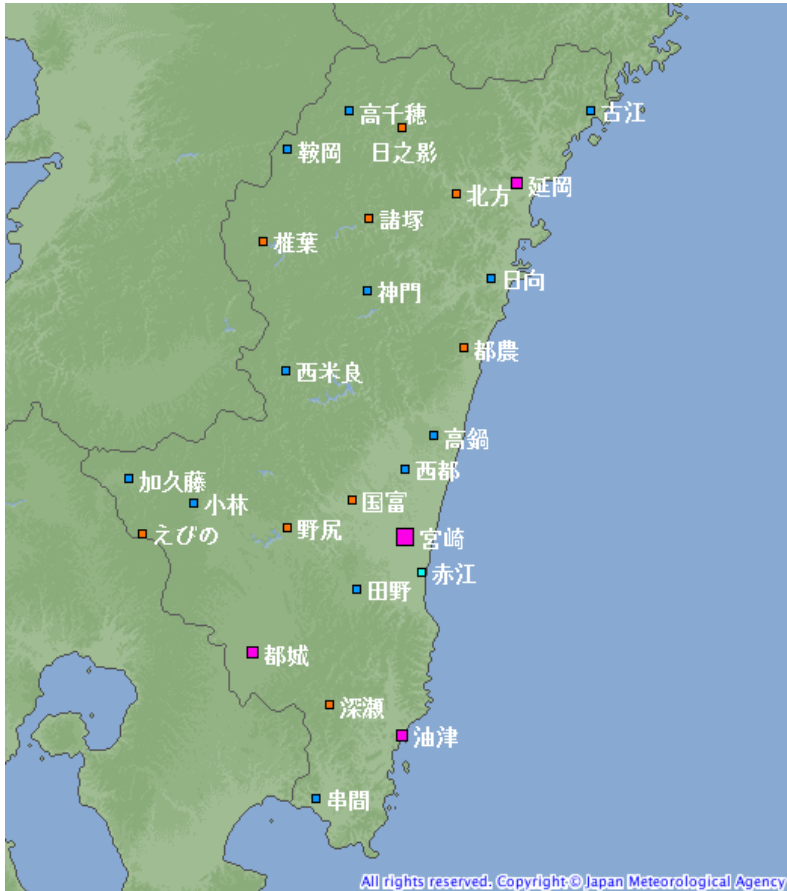 高千穂
古江
日之影
鞍岡
延岡
北方
諸塚
椎葉
日向
神門
都農
西米良
高鍋
西都
加久藤
国富
小林
えびの
野尻
宮崎
赤江
田野
都城
深瀬
油津
串間
All rights reserved. Copyright © Japan Meteorological Agency